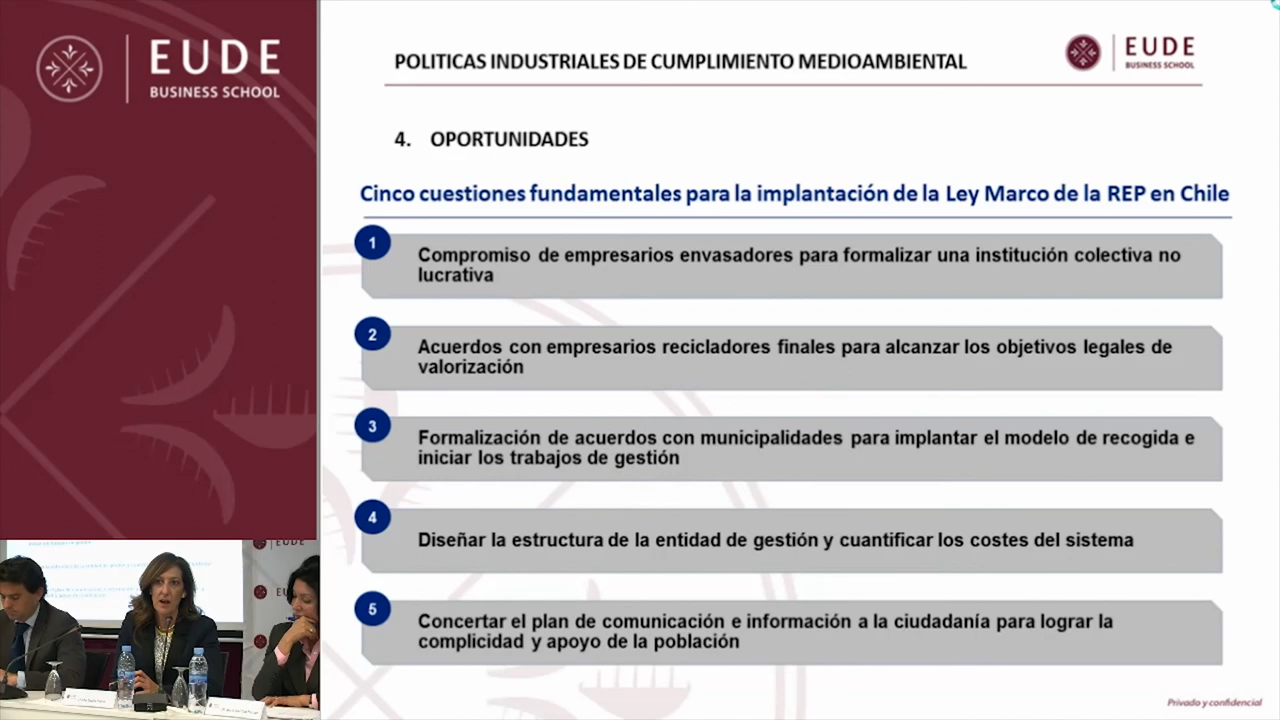 EUDE
BUSINESS SCHOOL
POLITICAS INDUSTRIALES DE CUMPLIMIENTO MEDIOAMBIENTAL
EUDE
BUSINESS SCHOOL
4. OPORTUNIDADES
Cinco cuestiones fundamentales para la implantación de la Ley Marco de la REP en Chile
1
Compromiso de empresarios envasadores para formalizar una institución colectiva no
lucrativa
2
Acuerdos con empresarios recicladores finales para alcanzar los objetivos legales de
valorización
3
Formalización de acuerdos con municipalidades para implantar el modelo de recogida e
iniciar los trabajos de gestión
4
Diseñar la estructura de la entidad de gestión y cuantificar los costes del sistema
5
Concertar el plan de comunicación e información a la ciudadanía para lograr la
complicidad y apoyo de la población
Privado y confidencial
EUDE